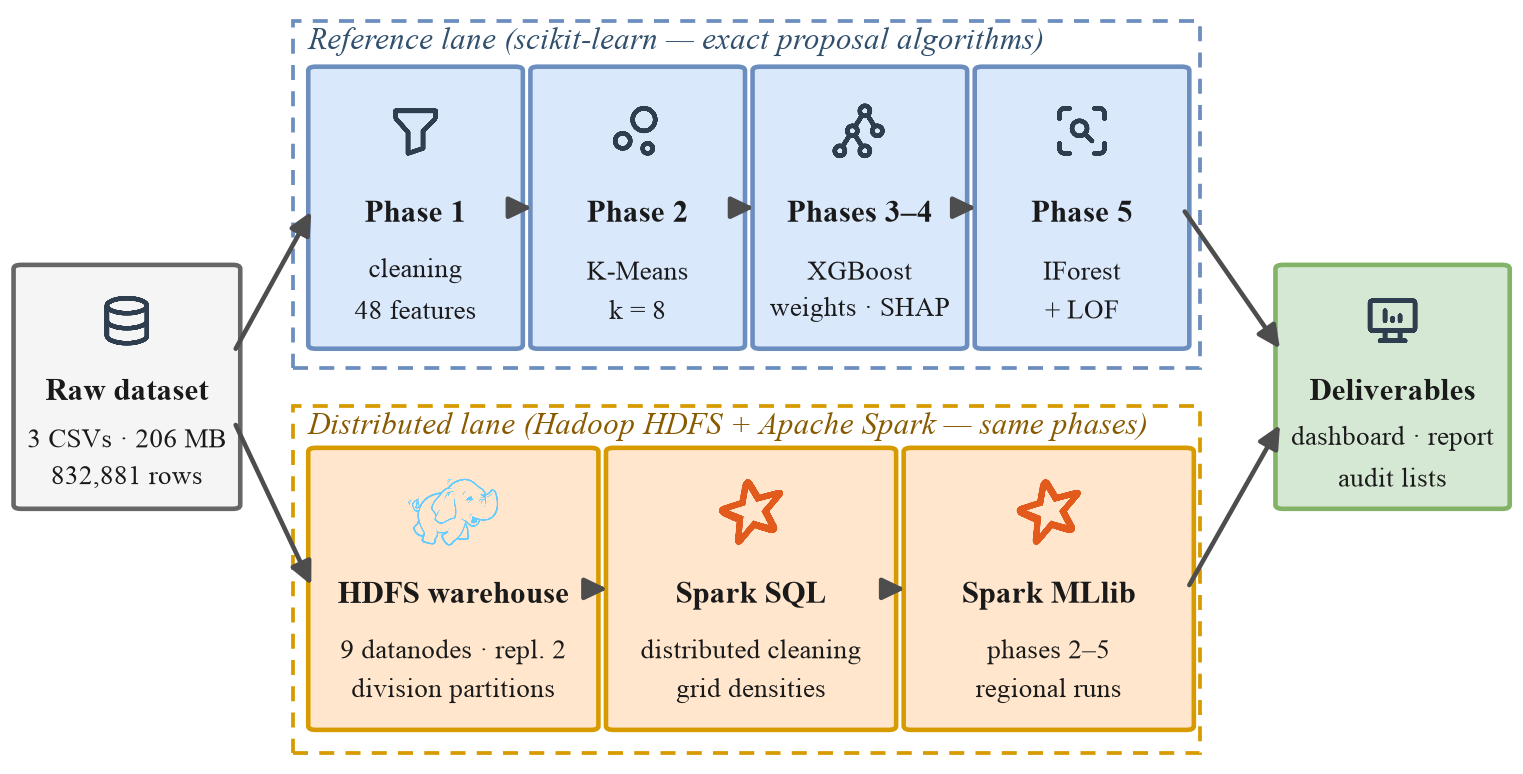 Reference lane (scikit-learn — exact proposal algorithms)
Phase 1
cleaning
48 features
Phase 2
K-Means
k = 8
Phases 3–4
XGBoost
weights · SHAP
Phase 5
IForest
+ LOF
Raw dataset
3 CSVs · 206 MB
832,881 rows
Distributed lane (Hadoop HDFS + Apache Spark — same phases)
HDFS warehouse
9 datanodes · repl. 2
division partitions
Spark SQL
distributed cleaning
grid densities
Spark MLlib
phases 2–5
regional runs
Deliverables
dashboard · report
audit lists